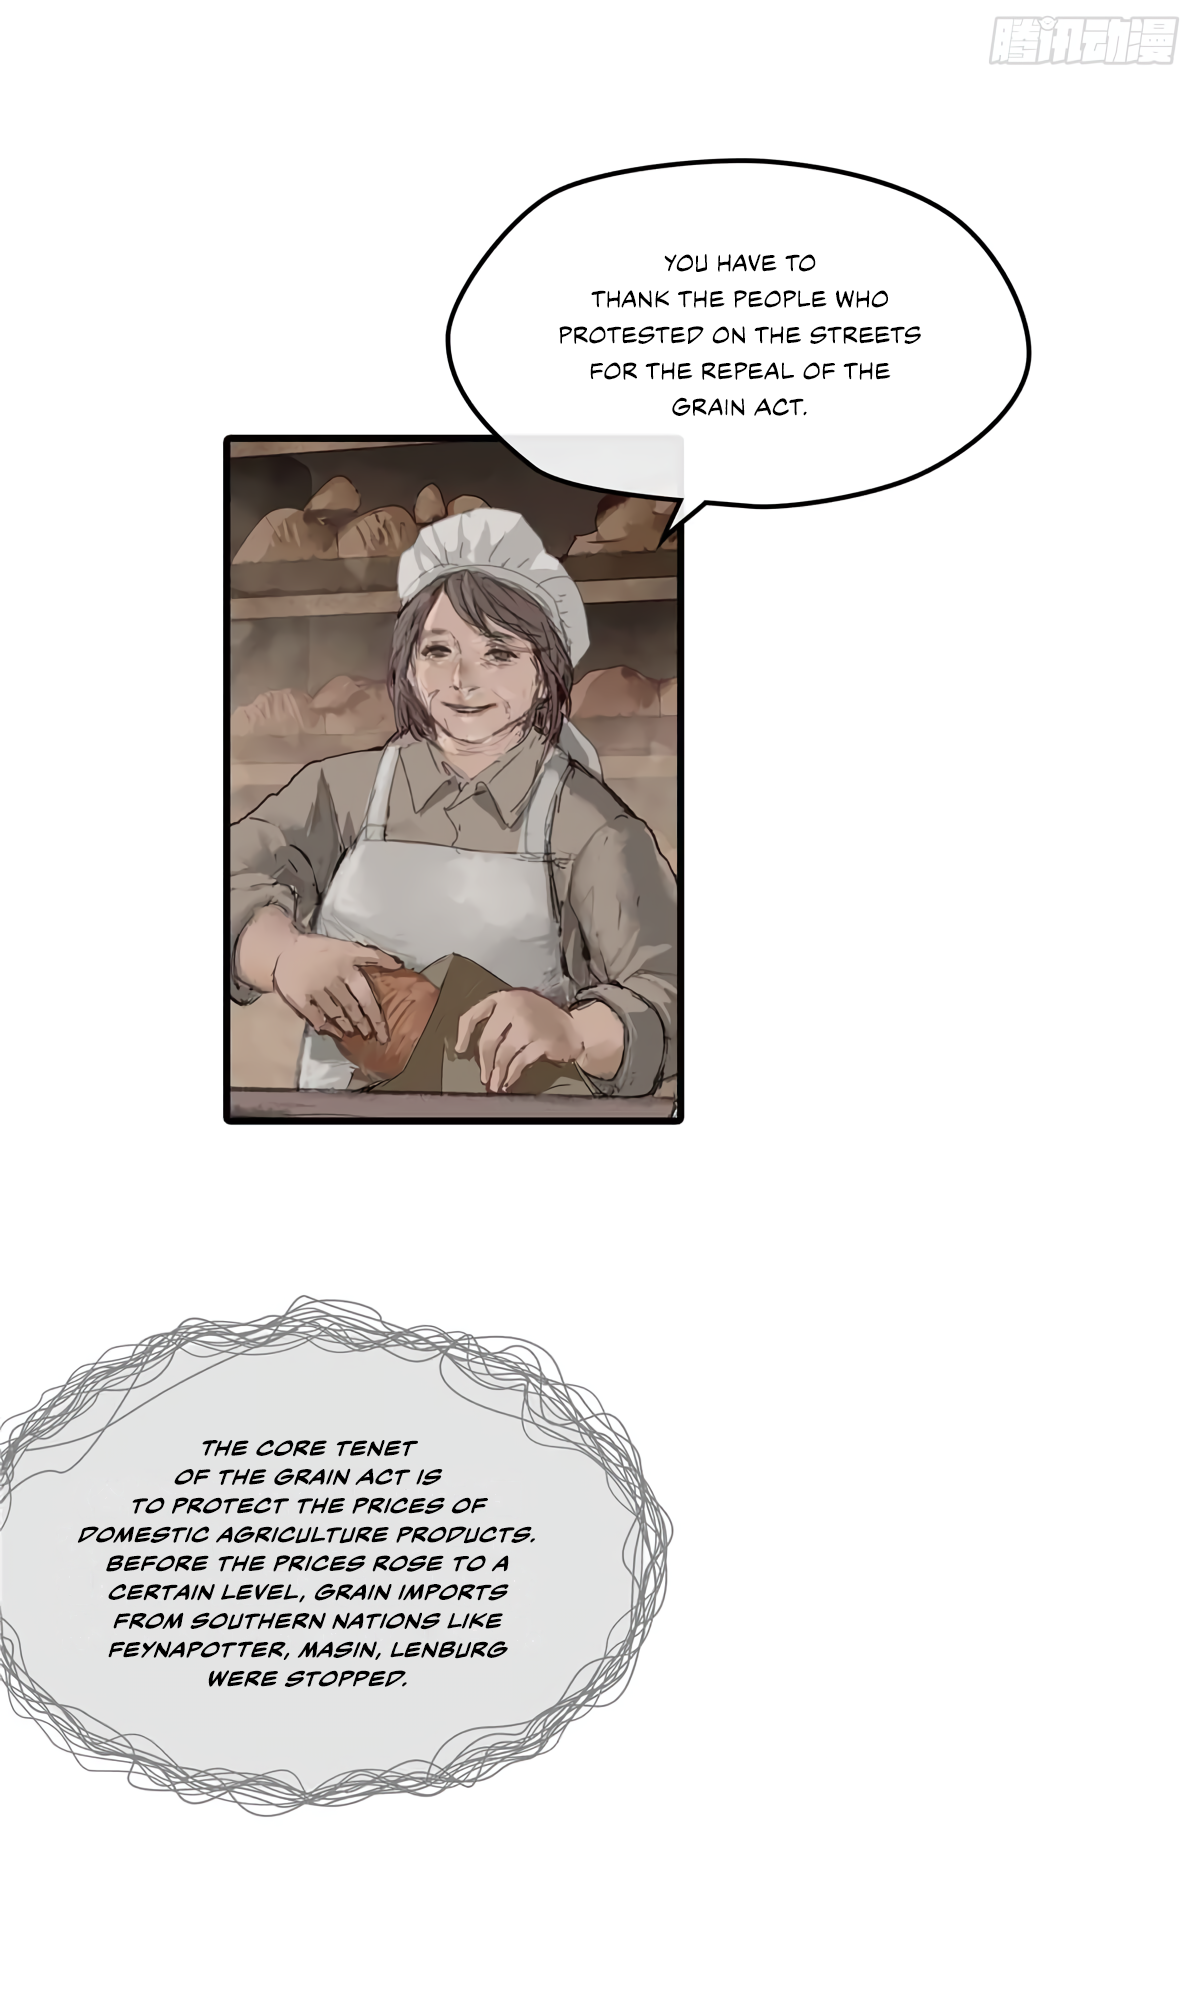 腾讯动漫
YOU HAVE TO
THANK THE PEOPLE WHO
PROTESTED ON THE STREETS
FOR THE REPEAL OF THE
GRAIN ACT.
THE CORE TENET
OF THE GRAIN ACT IS
TO PROTECT THE PRICES OF
DOMESTIC AGRICULTURE PRODUCTS.
BEFORE THE PRICES ROSE TO A
CERTAIN LEVEL, GRAIN IMPORTS
FROM SOUTHERN NATIONS LIKE
FEYNAPOTTER, MASIN, LENBURG
WERE STOPPED.